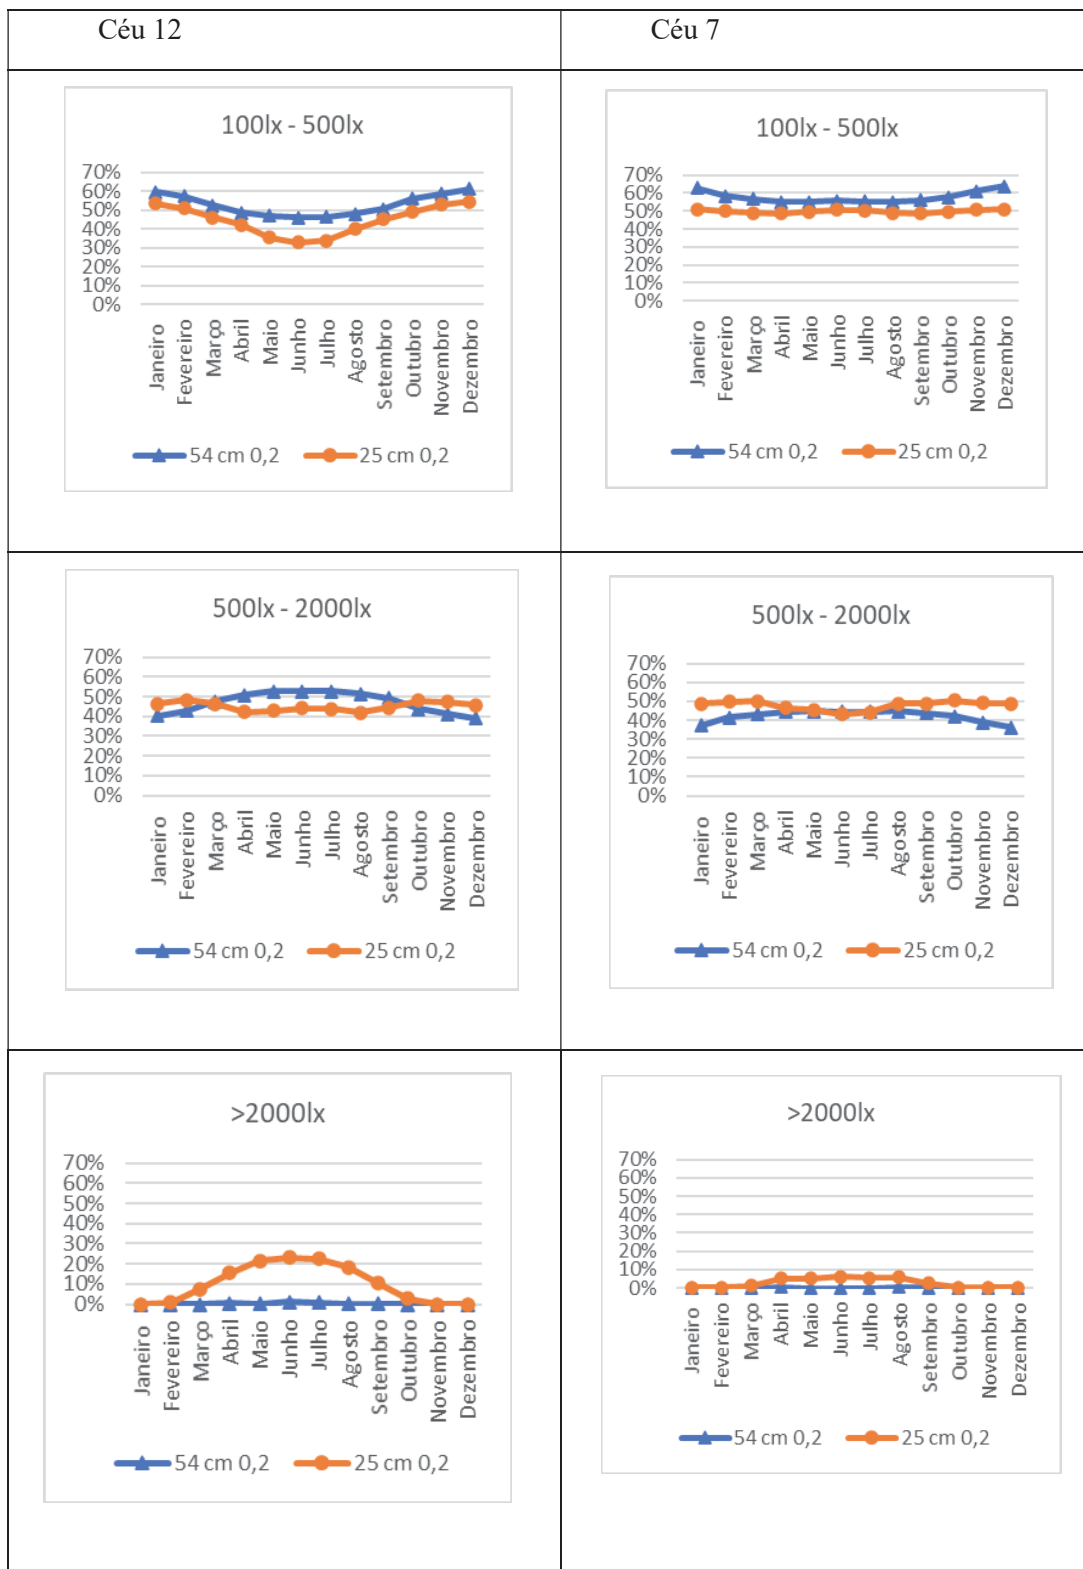 Céu 12
Céu 7
100lx - 500lx
70%
60%
50%
40%
30%
20%
10%
0%
Janeiro
Fevereiro
Março
Abril
Maio
Junho
Julho
Agosto
Setembro
Outubro
Novembro
Dezembro
54 cm 0,2
25 cm 0,2
100lx - 500lx
70%
60%
50%
40%
30%
20%
10%
0%
Janeiro
Fevereiro
Março
Abril
Maio
Junho
Julho
Agosto
Setembro
Outubro
Novembro
Dezembro
54 cm 0,2
25 cm 0,2
500lx - 2000lx
70%
60%
50%
40%
30%
20%
10%
0%
Janeiro
Fevereiro
Março
Abril
Maio
Junho
Julho
Agosto
Setembro
Outubro
Novembro
Dezembro
54 cm 0,2
25 cm 0,2
500lx - 2000lx
70%
60%
50%
40%
30%
20%
10%
0%
Janeiro
Fevereiro
Março
Abril
Maio
Junho
Julho
Agosto
Setembro
Outubro
Novembro
Dezembro
54 cm 0,2
25 cm 0,2
>2000lx
70%
60%
50%
40%
30%
20%
10%
0%
Janeiro
Fevereiro
Março
Abril
Maio
Junho
Julho
Agosto
Setembro
Outubro
Novembro
Dezembro
54 cm 0,2
25 cm 0,2
>2000lx
70%
60%
50%
40%
30%
20%
10%
0%
Janeiro
Fevereiro
Março
Abril
Maio
Junho
Julho
Agosto
Setembro
Outubro
Novembro
Dezembro
54 cm 0,2
25 cm 0,2